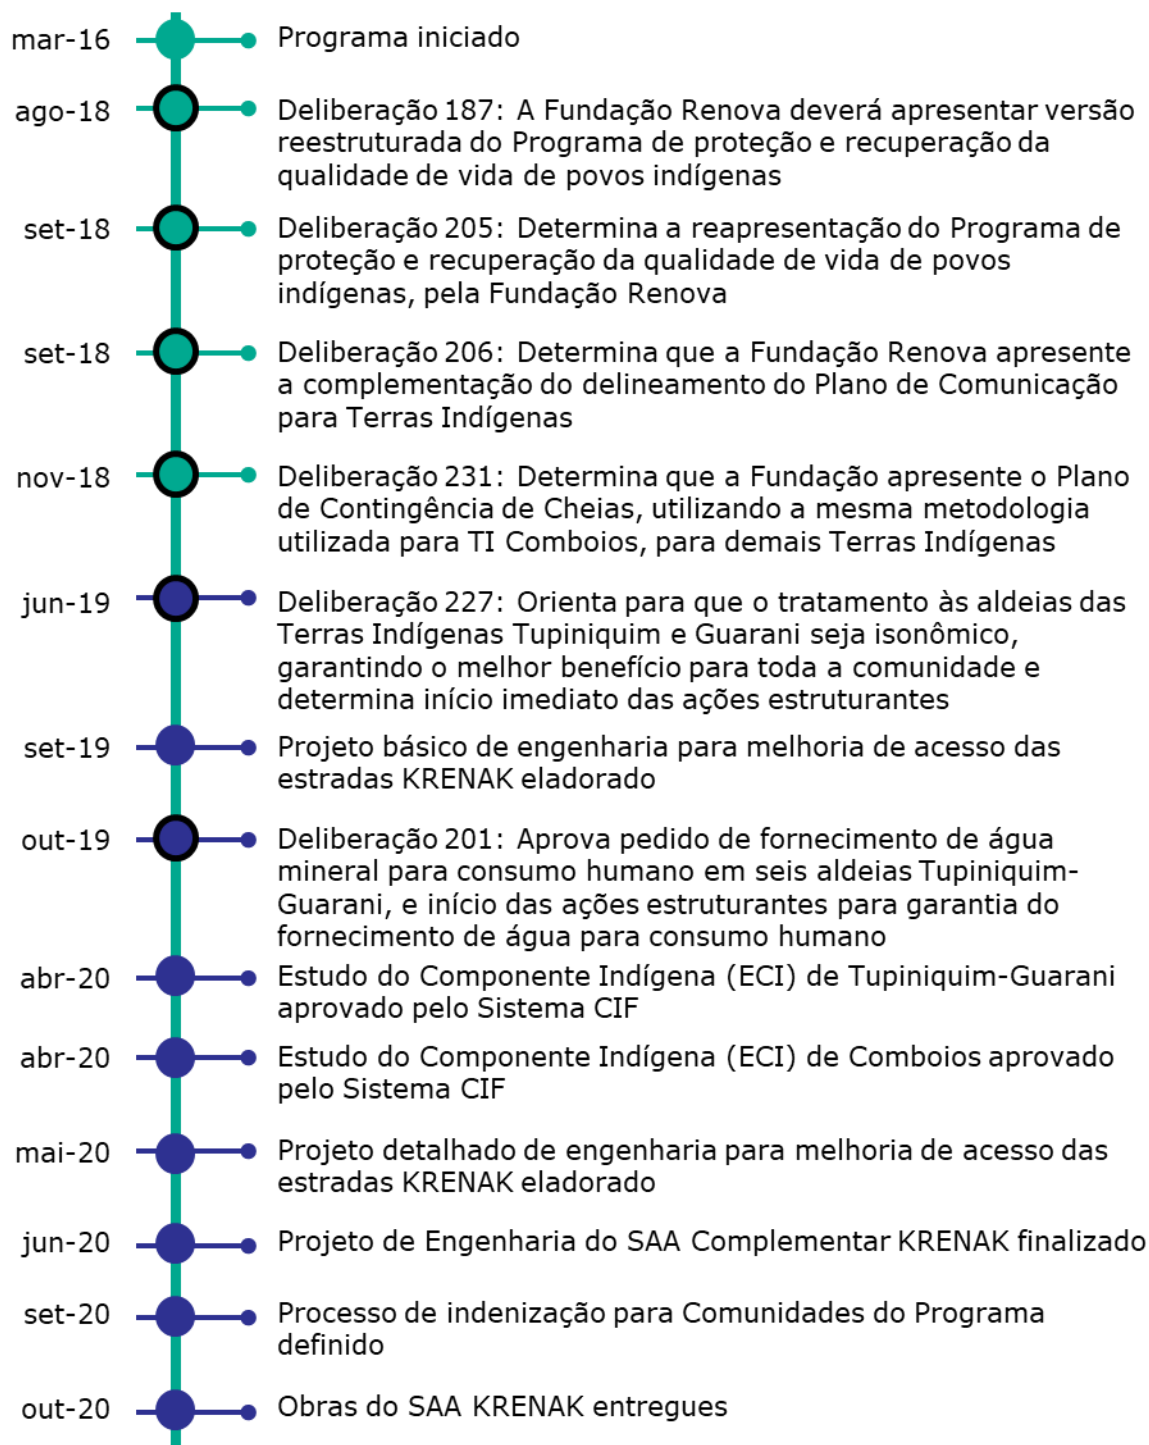 mar-16 Programa iniciado
ago-18 Deliberação 187: A Fundação Renova deverá apresentar versão
reestruturada do Programa de proteção e recuperação da
qualidade de vida de povos indígenas
set-18 Deliberação 205: Determina a reapresentação do Programa de
proteção e recuperação da qualidade de vida de povos
indígenas, pela Fundação Renova
set-18 Deliberação 206: Determina que a Fundação Renova apresente
a complementação do delineamento do Plano de Comunicação
para Terras Indígenas
nov-18 Deliberação 231: Determina que a Fundação apresente o Plano
de Contingência de Cheias, utilizando a mesma metodologia
utilizada para TI Comboios, para demais Terras Indígenas
jun-19 Deliberação 227: Orienta para que o tratamento às aldeias das
Terras Indígenas Tupiniquim e Guarani seja isonômico,
garantindo o melhor benefício para toda a comunidade e
determina início imediato das ações estruturantes
set-19 Projeto básico de engenharia para melhoria de acesso das
estradas KRENAK eladorado
out-19 Deliberação 201: Aprova pedido de fornecimento de água
mineral para consumo humano em seis aldeias Tupiniquim-
Guarani, e início das ações estruturantes para garantia do
fornecimento de água para consumo humano
abr-20 Estudo do Componente Indígena (ECI) de Tupiniquim-Guarani
aprovado pelo Sistema CIF
abr-20 Estudo do Componente Indígena (ECI) de Comboios aprovado
pelo Sistema CIF
mai-20 Projeto detalhado de engenharia para melhoria de acesso das
estradas KRENAK eladorado
jun-20 Projeto de Engenharia do SAA Complementar KRENAK finalizado
set-20 Processo de indenização para Comunidades do Programa
definido
out-20 Obras do SAA KRENAK entregues